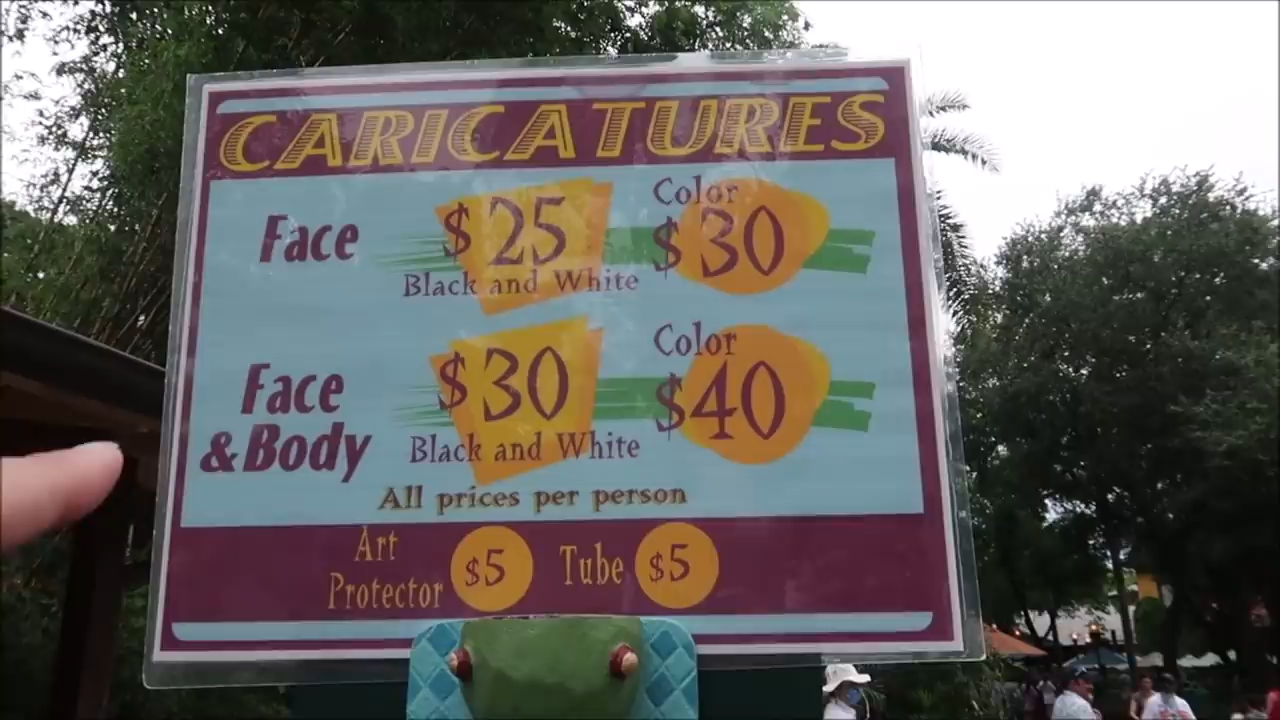 CARICATURES
Face $25 Color $30
Black and White
Face & Body $30 Color $40
Black and White
All prices per person
Art Protector $5 Tube $5